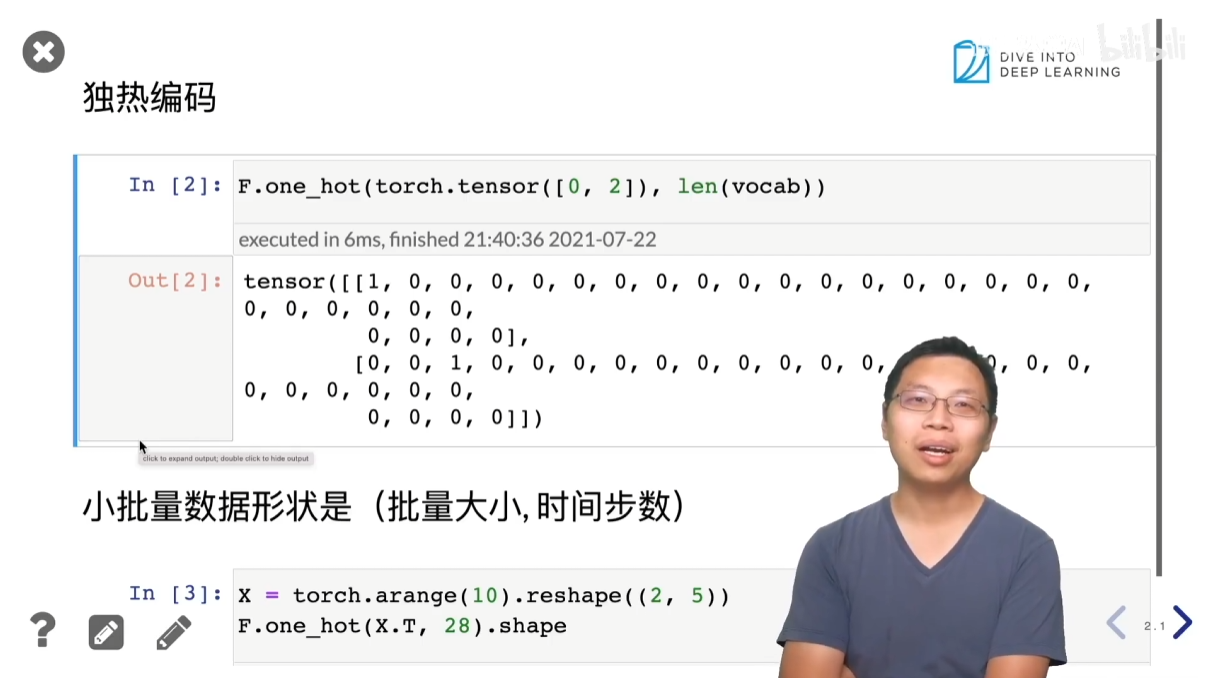 bilibili
DIVE INTO
DEEP LEARNING
独热编码
In [2]: F.one_hot(torch.tensor([0, 2]), len(vocab))
executed in 6ms, finished 21:40:36 2021-07-22
Out[2]: tensor([[1, 0, 0, 0, 0, 0, 0, 0, 0, 0, 0, 0, 0, 0, 0, 0, 0, 0,
0, 0, 0, 0, 0, 0,
0, 0, 0, 0],
[0, 0, 1, 0, 0, 0, 0, 0, 0, 0, 0, 0, 0, 0, 0, 0,
0, 0, 0, 0, 0, 0,
0, 0, 0, 0]])
click to expand output; double click to hide output
小批量数据形状是（批量大小, 时间步数）
In [3]: X = torch.arange(10).reshape((2, 5))
F.one_hot(X.T, 28).shape
?
2.1